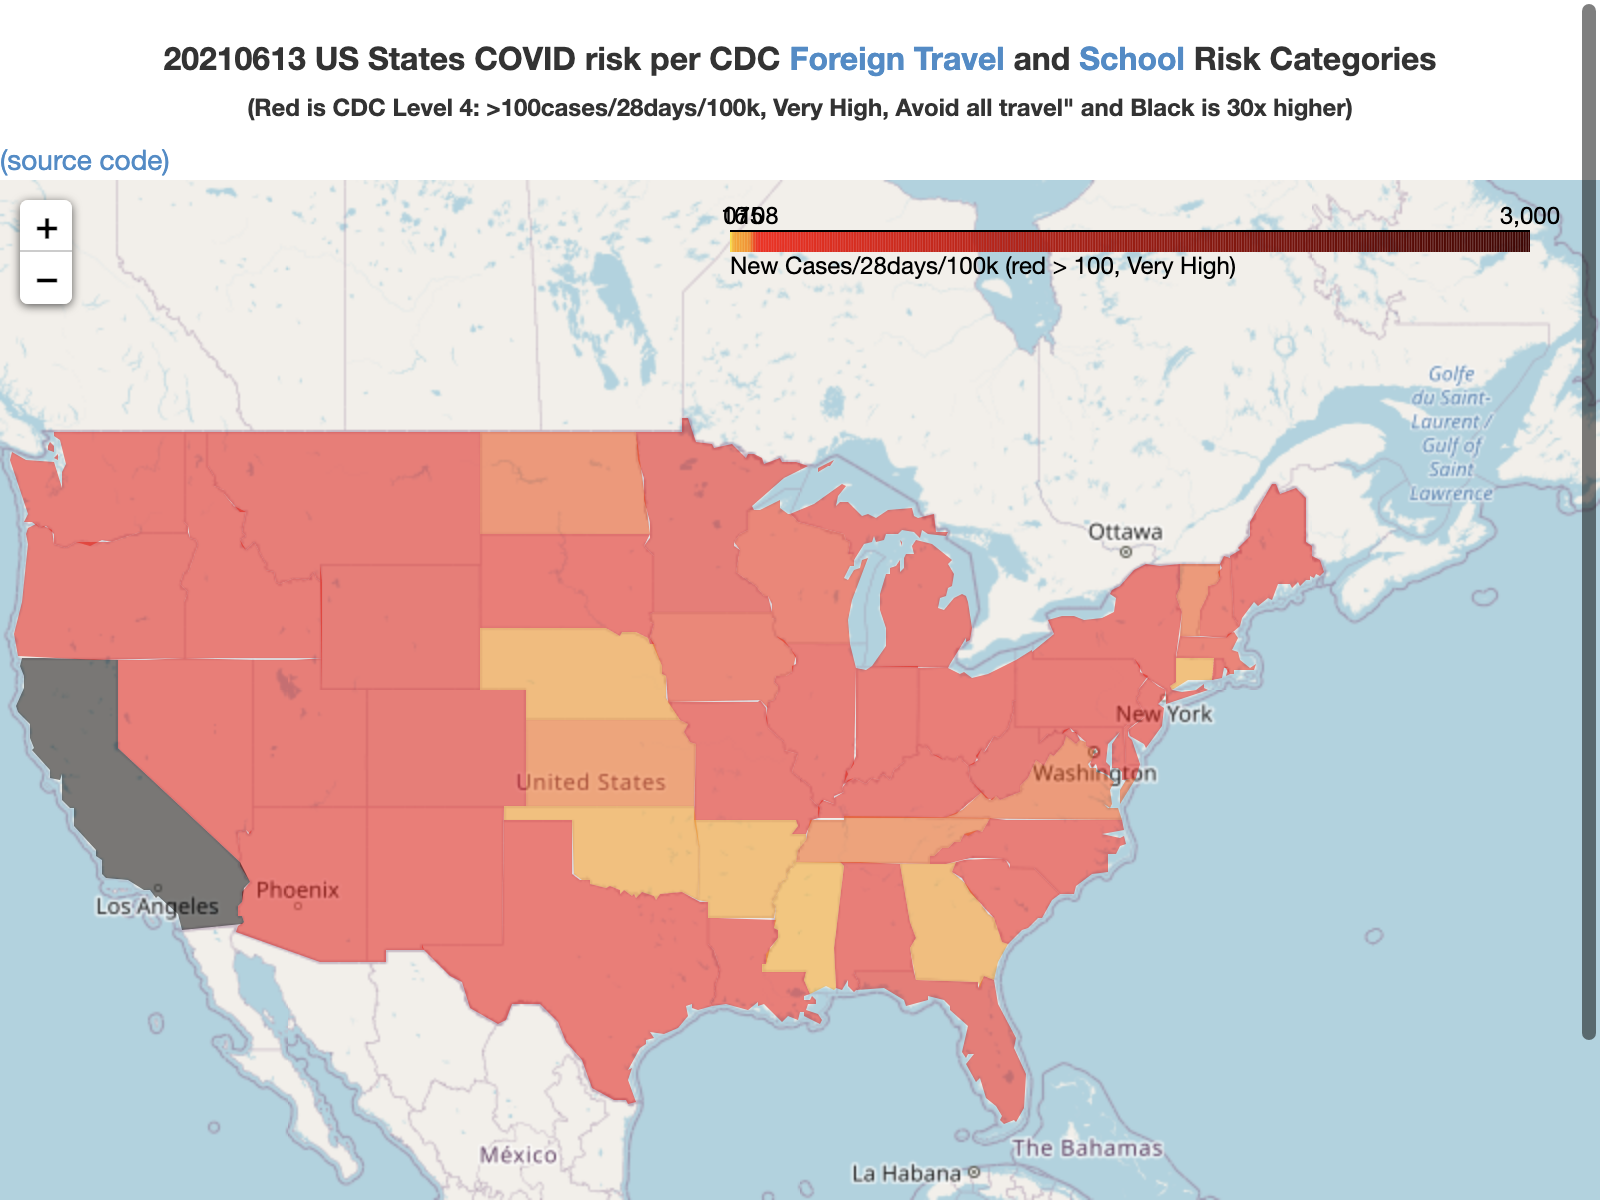 20210613 US States COVID risk per CDC Foreign Travel and School Risk Categories
(Red is CDC Level 4: >100cases/28days/100k, Very High, Avoid all travel" and Black is 30x higher)
(source code)
+
−
3,000
New Cases/28days/100k (red > 100, Very High)
Golfe
du Saint-
Laurent /
Gulf of
Saint
Lawrence
Ottawa
New York
Washington
United States
Phoenix
Los Angeles
México
The Bahamas
La Habana